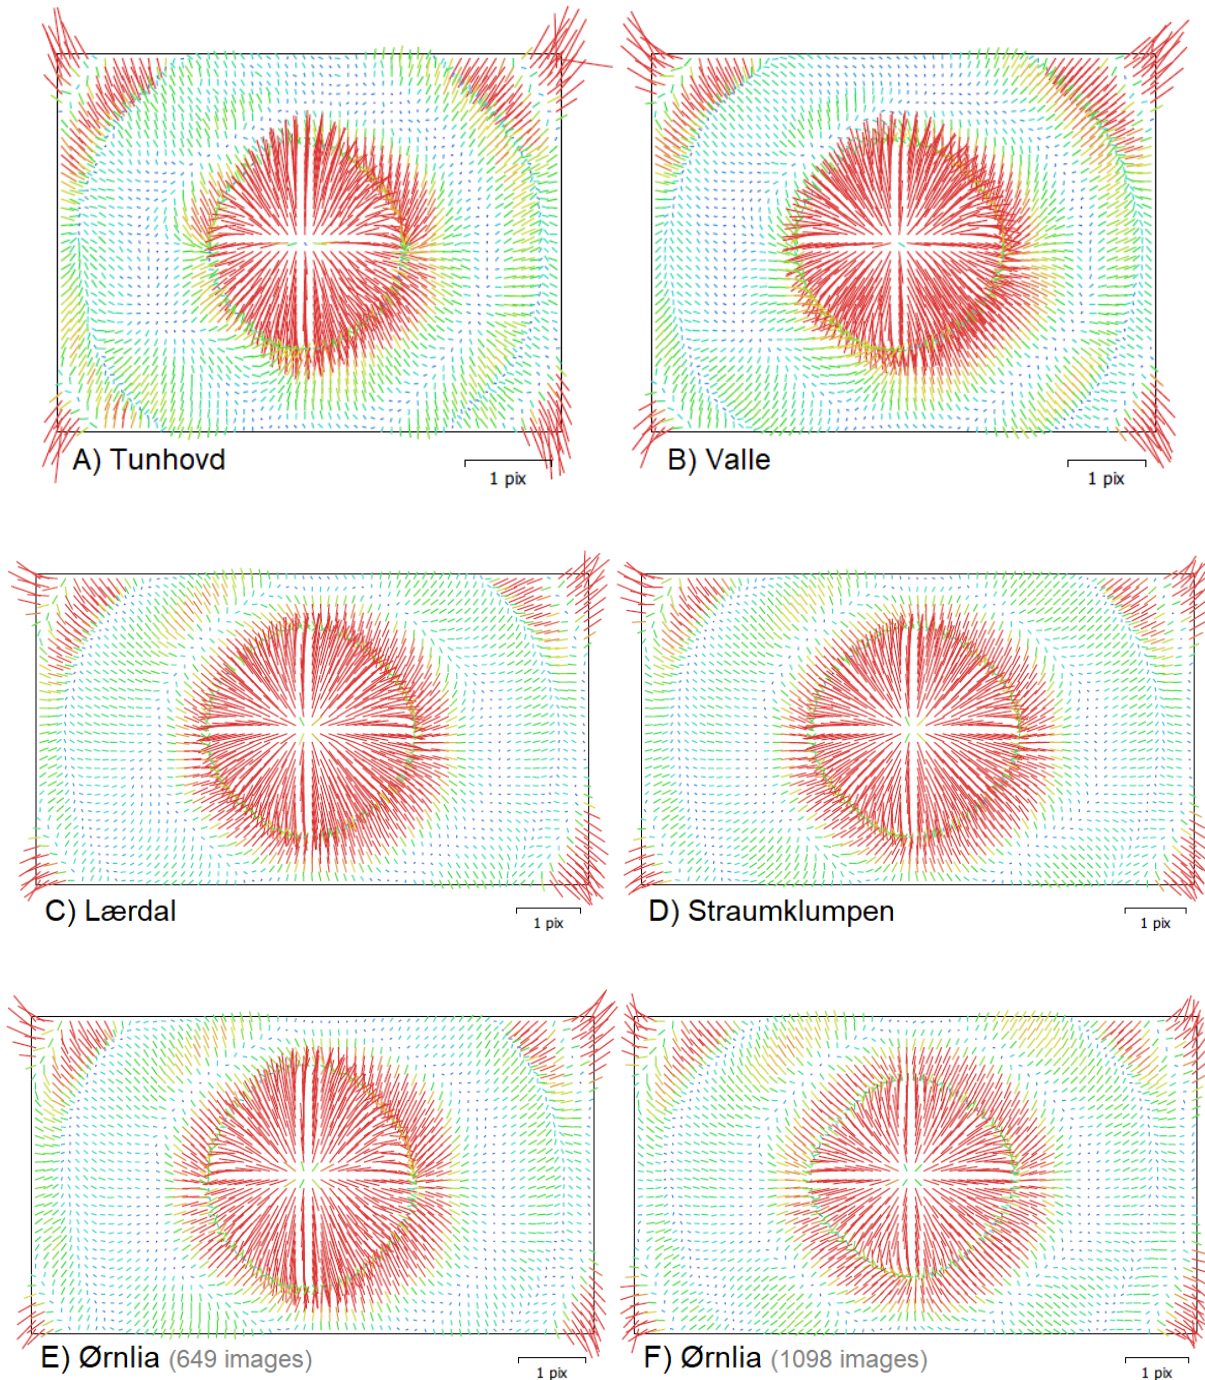 A) Tunhovd
1 pix
B) Valle
1 pix
C) Lærdal
1 pix
D) Straumklumpen
1 pix
E) Ørnlia (649 images)
1 pix
F) Ørnlia (1098 images)
1 pix